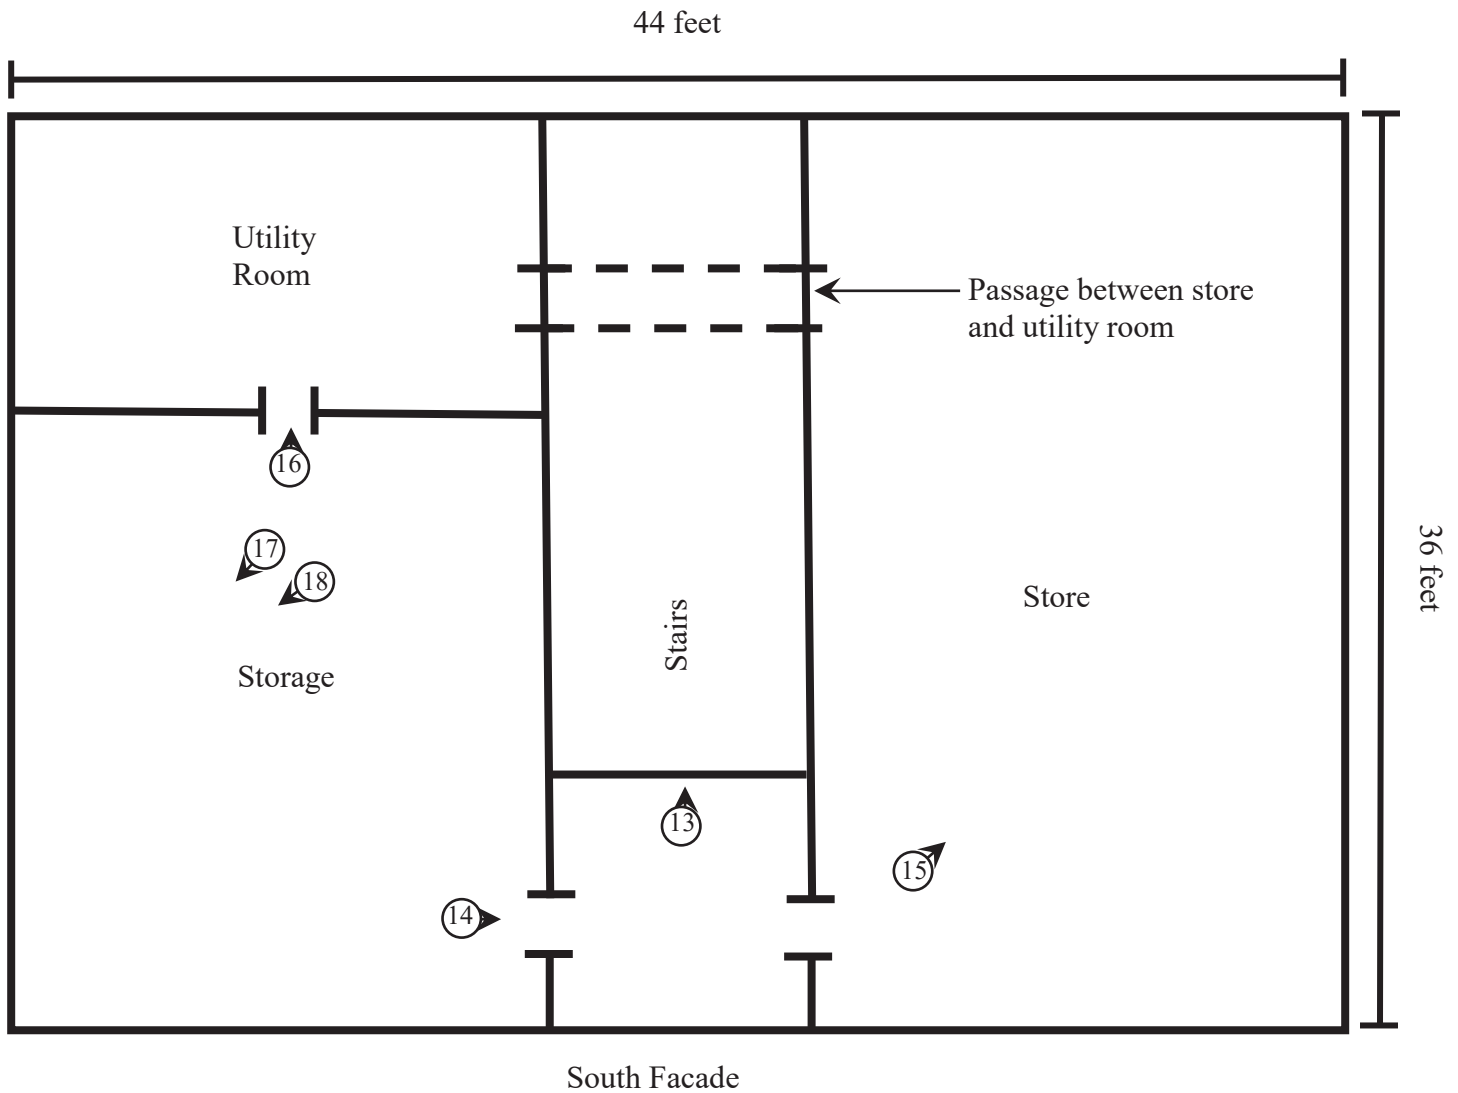 44 feet
Utility
Room
Passage between store
and utility room
16
17
18
36 feet
Store
Stairs
Storage
13
15
14
South Facade